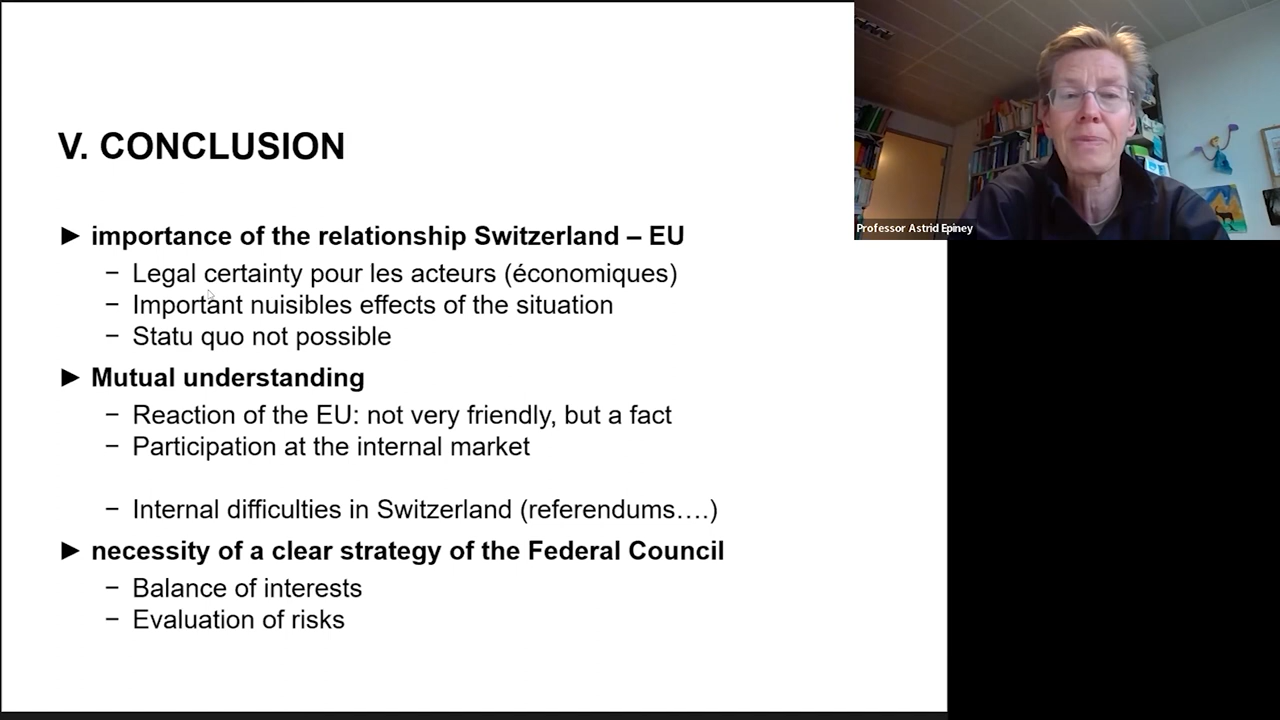 V. CONCLUSION
► importance of the relationship Switzerland – EU
− Legal certainty pour les acteurs (économiques)
− Important nuisibles effects of the situation
− Statu quo not possible
► Mutual understanding
− Reaction of the EU: not very friendly, but a fact
− Participation at the internal market
− Internal difficulties in Switzerland (referendums….)
► necessity of a clear strategy of the Federal Council
− Balance of interests
− Evaluation of risks
Professor Astrid Epiney